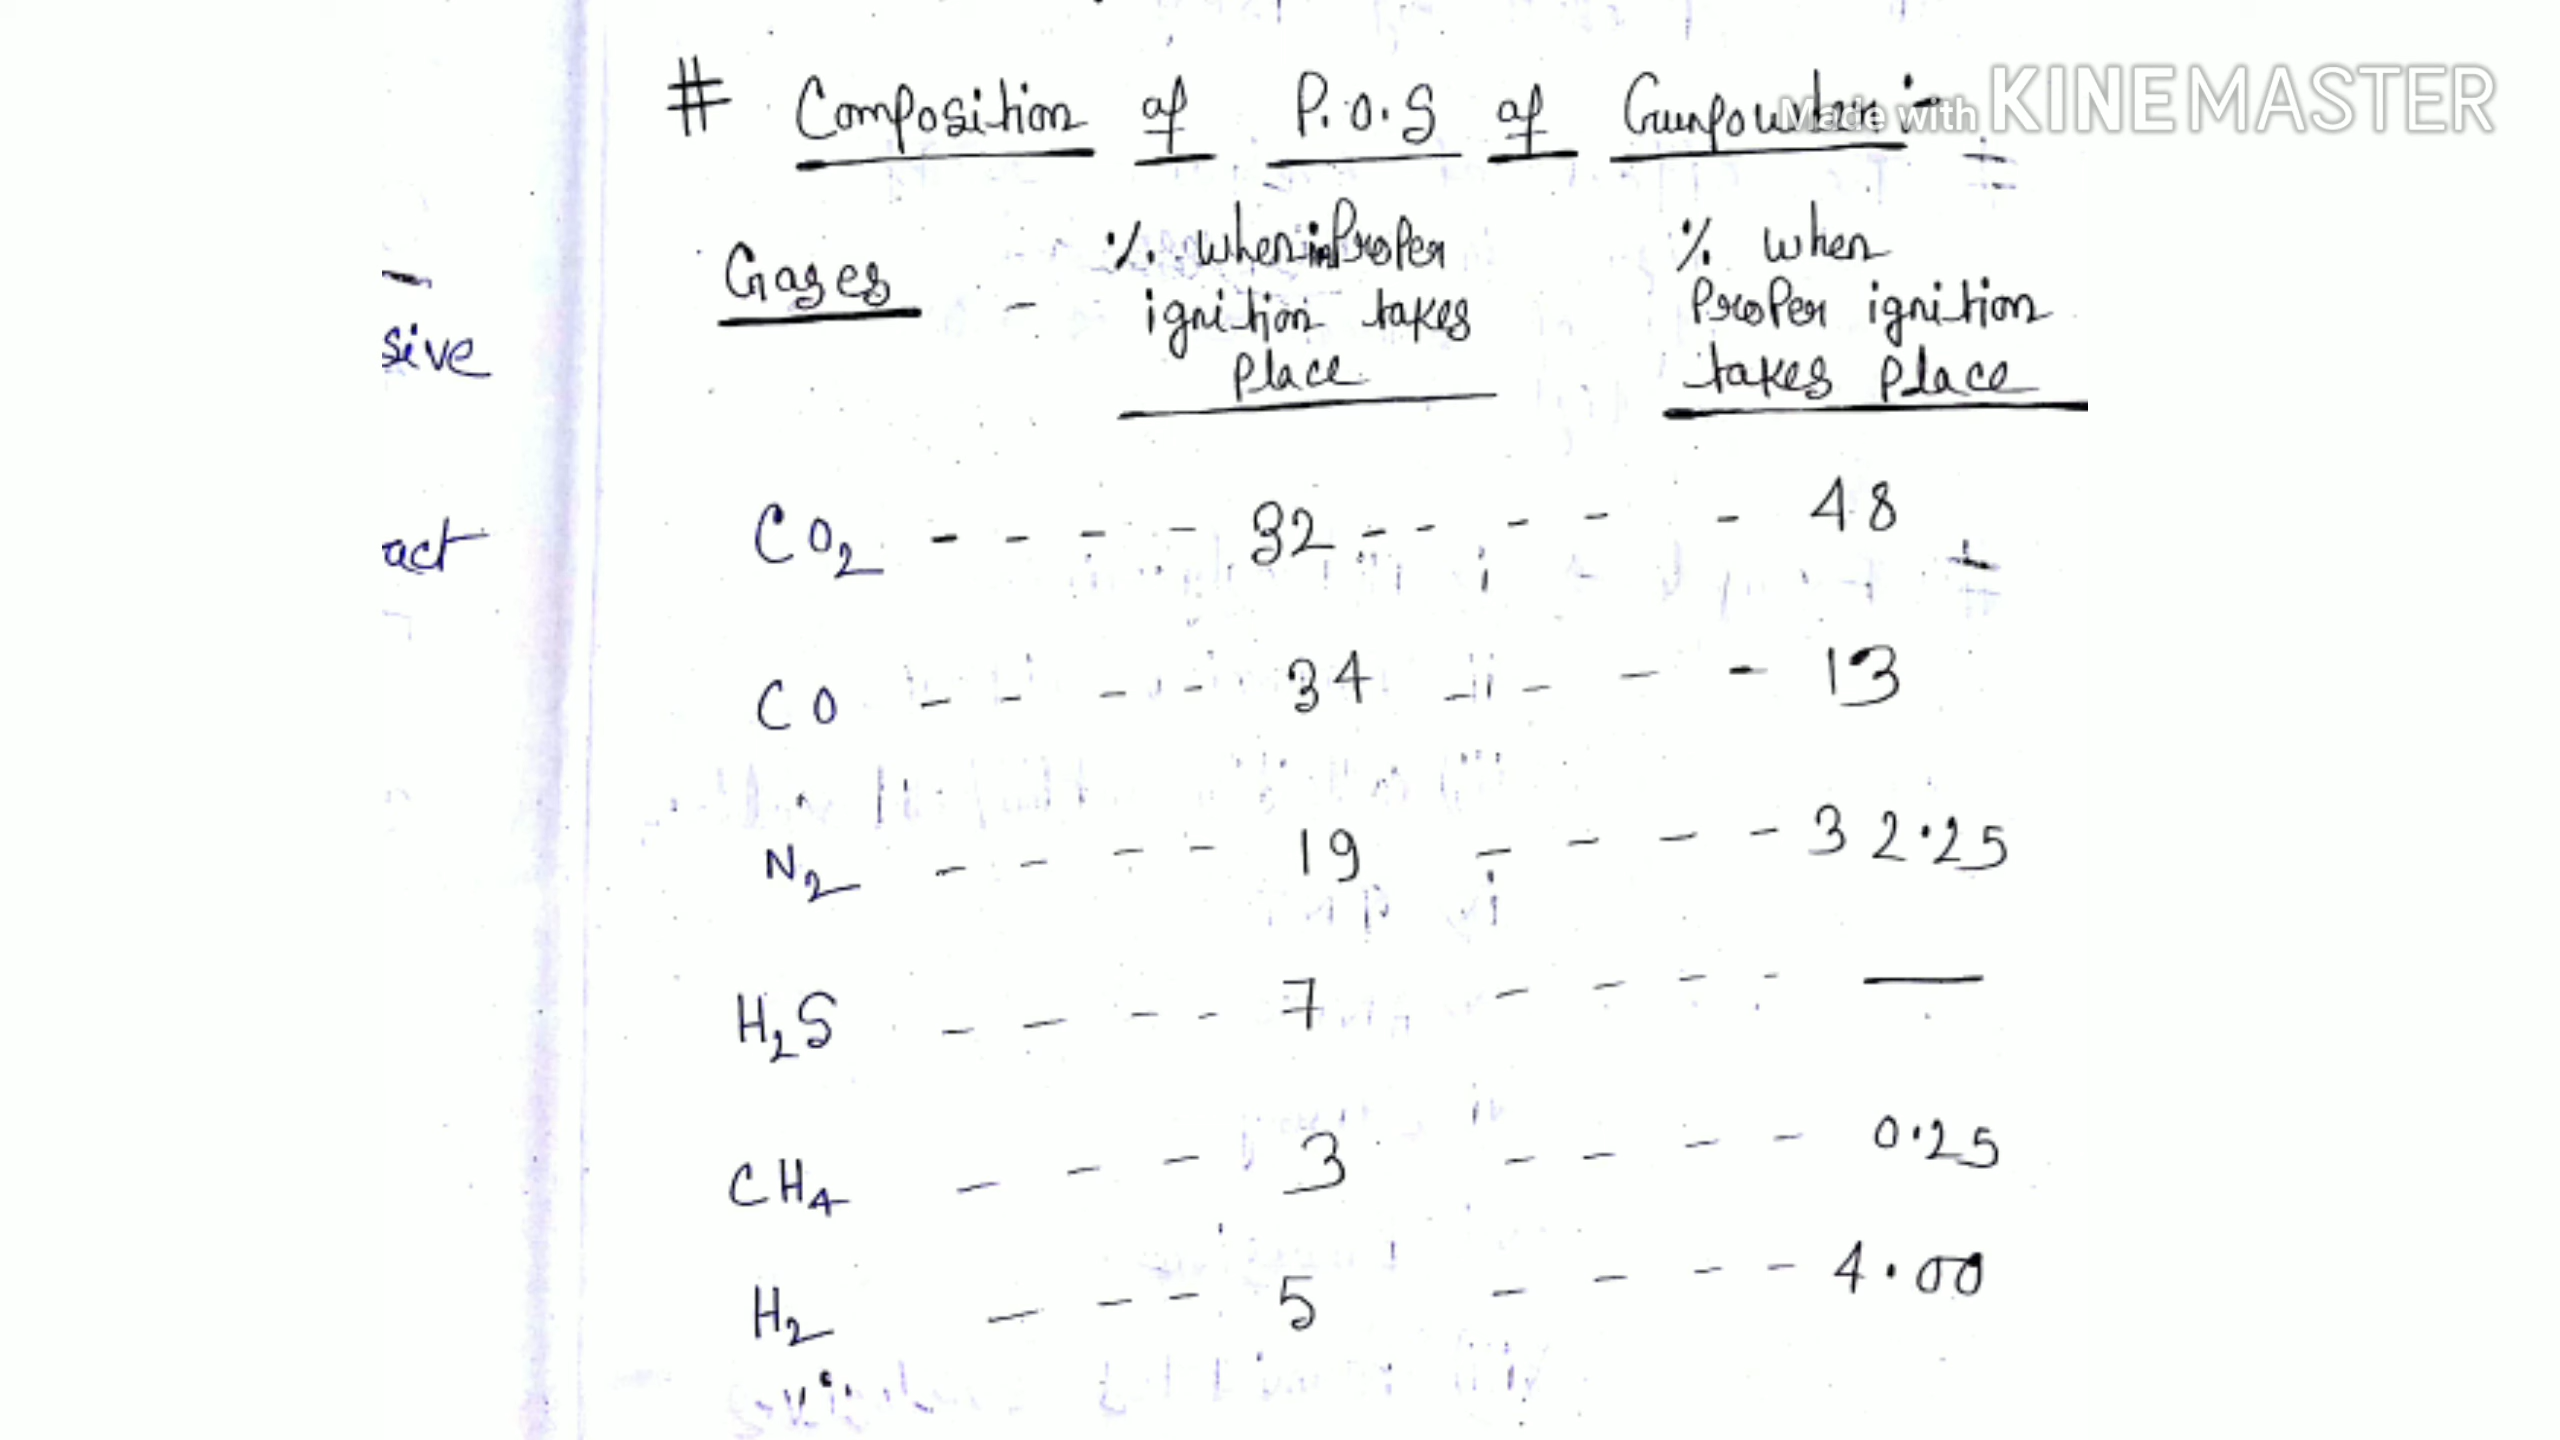 # Composition of P.O.S of Gunpowder :-
Made with KINEMASTER
Gases - % when inProper ignition takes Place
% when Proper ignition takes Place
sive
CO2 - - - - 32 - - - - - 48
act
CO - - - - 34 - - - - 13
N2 - - - - 19 - - - - 32.25
H2S - - - - 7 - - - - —
CH4 - - - 3 - - - - 0.25
H2 - - - 5 - - - - 4.00